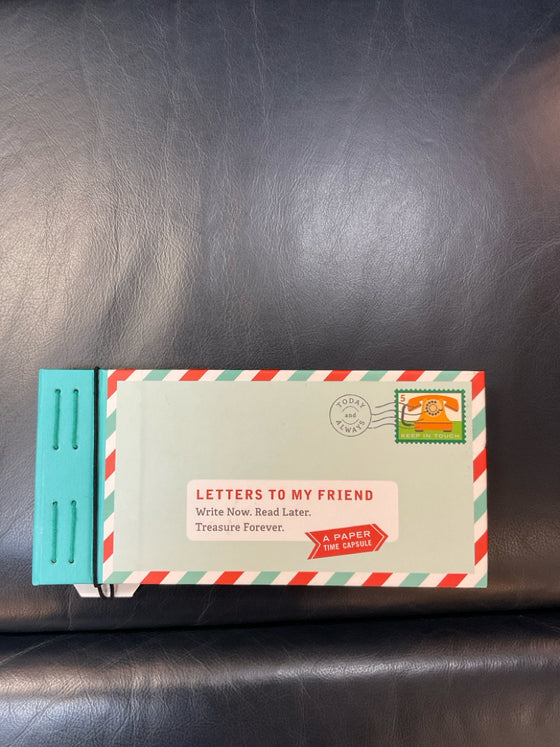 TODAY
and
ALWAYS
5
KEEP IN TOUCH
LETTERS TO MY FRIEND
Write Now. Read Later.
Treasure Forever.
A PAPER
TIME CAPSULE